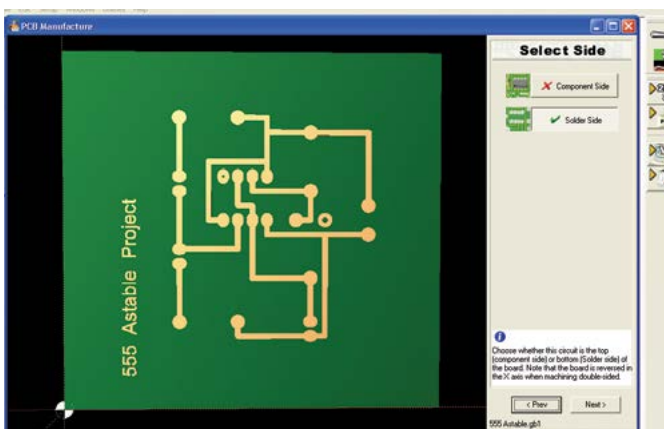 PCB Manufacture
Select Side
Component Side
Solder Side
555 Astable Project
Choose whether this circuit is the top
(component side) or bottom (Solder side) of
the board. Note that the board is reversed in
the X axis when machining double-sided.
< Prev
Next >
555 Astable.gb1